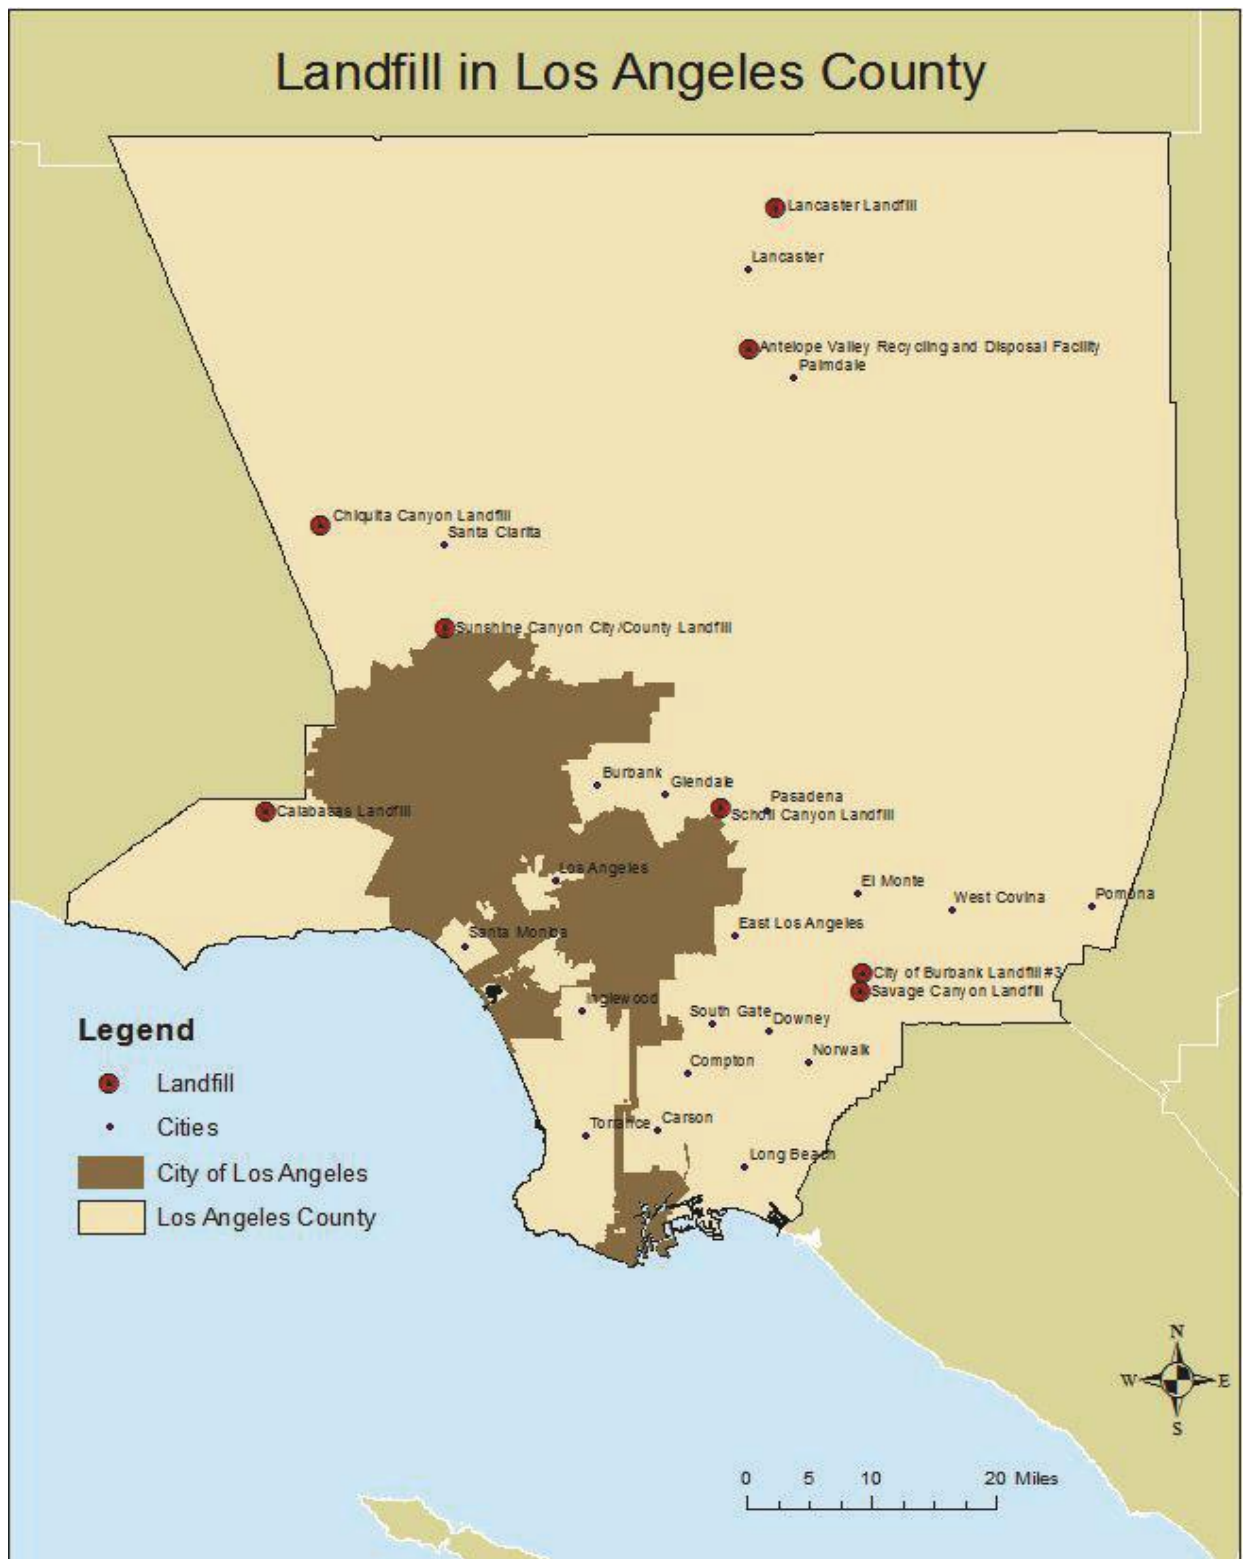 Landfill in Los Angeles County
Lancaster Landfill
Lancaster
Antelope Valley Recycling and Disposal Facility
Palmdale
Chiquita Canyon Landfill
Santa Clarita
Sunshine Canyon City/County Landfill
Burbank
Glendale
Pasadena
Scholl Canyon Landfill
Calabasas Landfill
Los Angeles
El Monte
West Covina
Pomona
East Los Angeles
Santa Monica
City of Burbank Landfill #3
Savage Canyon Landfill
Inglewood
South Gate
Downey
Norwalk
Compton
Torrance
Carson
Long Beach
Legend
Landfill
Cities
City of Los Angeles
Los Angeles County
N
W
E
S
0 5 10 20 Miles